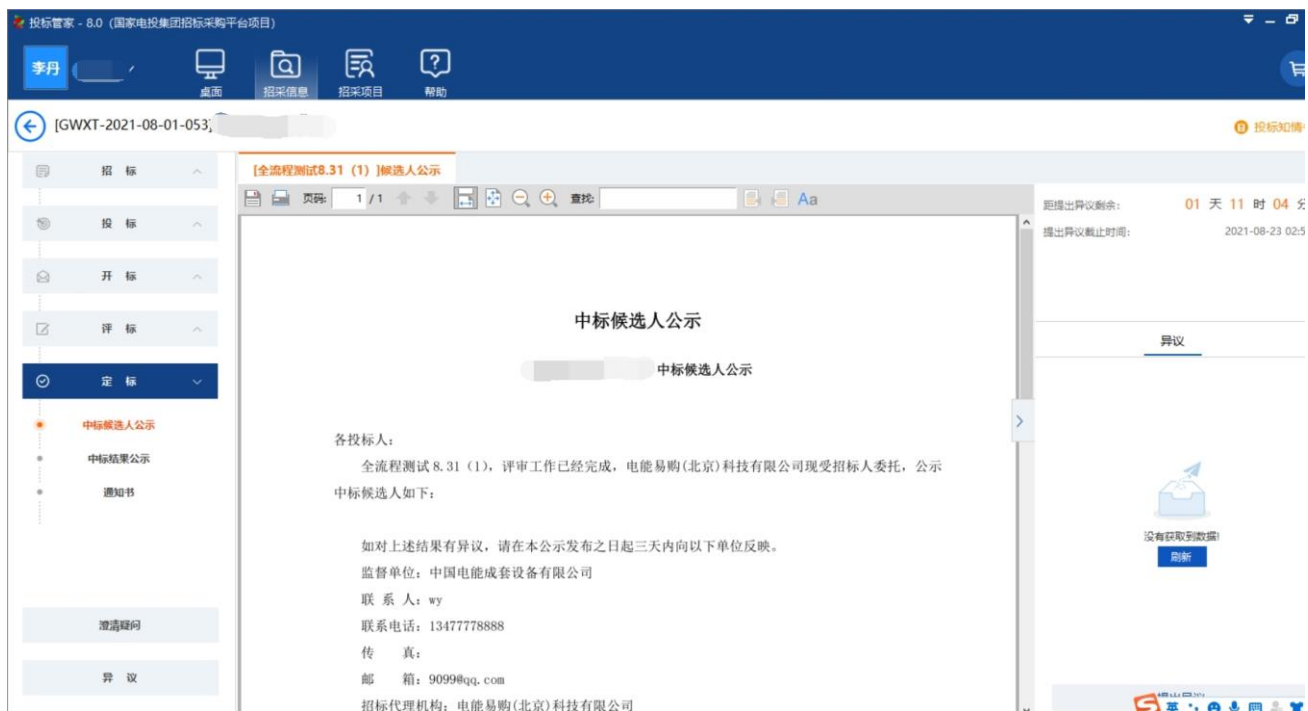 投标管家 - 8.0（国家电投集团招标采购平台项目）
李丹
桌面
招采信息
招采项目
帮助
[GWXT-2021-08-01-053]
投标知情
招 标
投 标
开 标
评 标
定 标
中标候选人公示
中标结果公示
通知书
澄清疑问
异 议
[全流程测试8.31（1）]候选人公示
页码: 1 / 1
查找:
Aa
中标候选人公示
中标候选人公示
各投标人：
全流程测试 8.31（1），评审工作已经完成，电能易购(北京)科技有限公司现受招标人委托，公示
中标候选人如下：
如对上述结果有异议，请在本公示发布之日起三天内向以下单位反映。
监督单位：中国电能成套设备有限公司
联 系 人：wy
联系电话：13477778888
传 真：
邮 箱：9099@qq.com
招标代理机构：电能易购(北京)科技有限公司
距提出异议剩余： 01 天 11 时 04 分
提出异议截止时间： 2021-08-23 02:5
异议
没有获取到数据!
刷新
提出异议
英